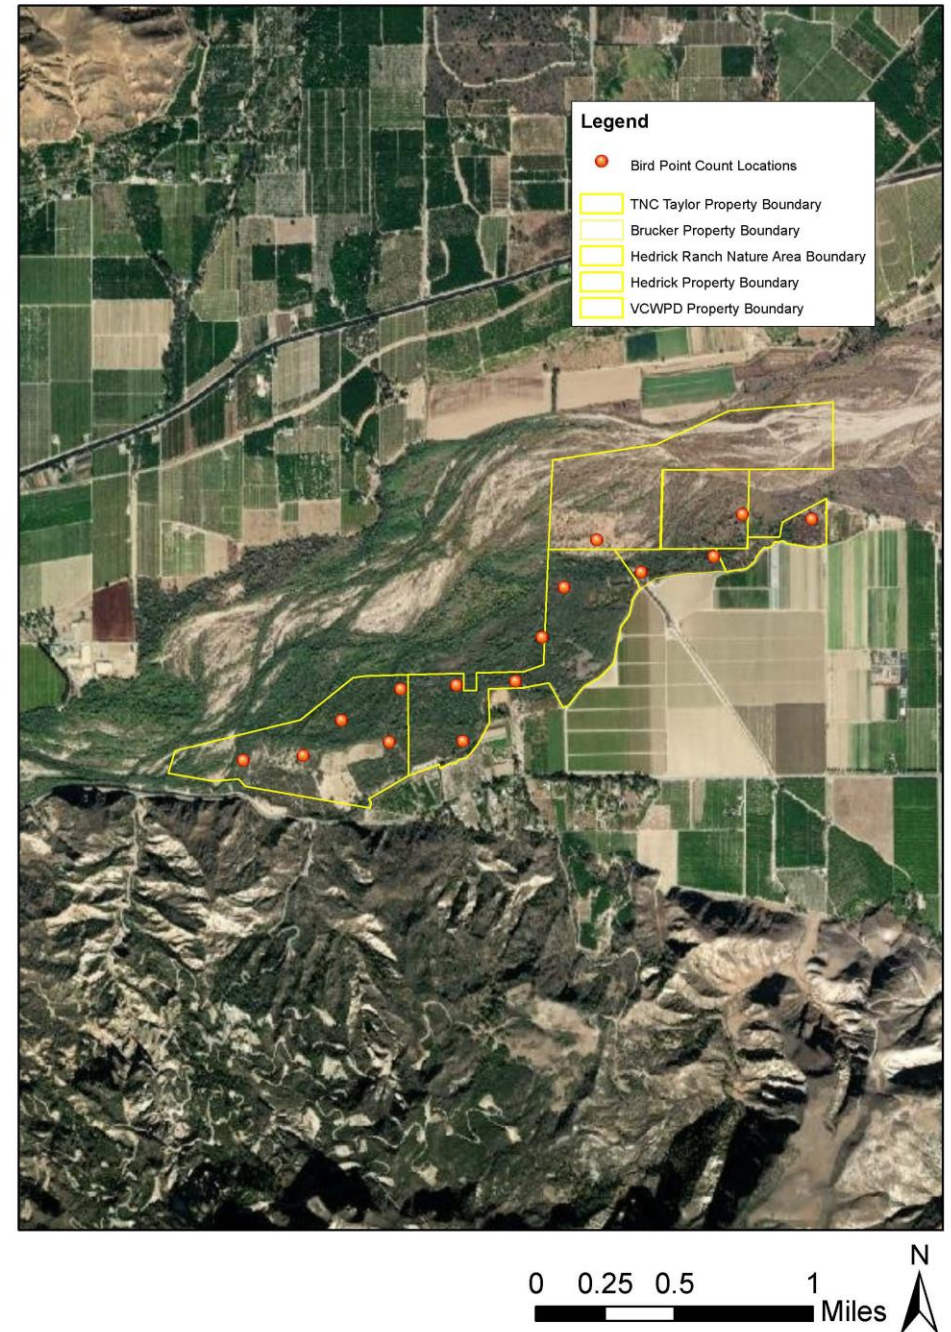 Legend
Bird Point Count Locations
TNC Taylor Property Boundary
Brucker Property Boundary
Hedrick Ranch Nature Area Boundary
Hedrick Property Boundary
VCWPD Property Boundary
N
0 0.25 0.5 1
Miles